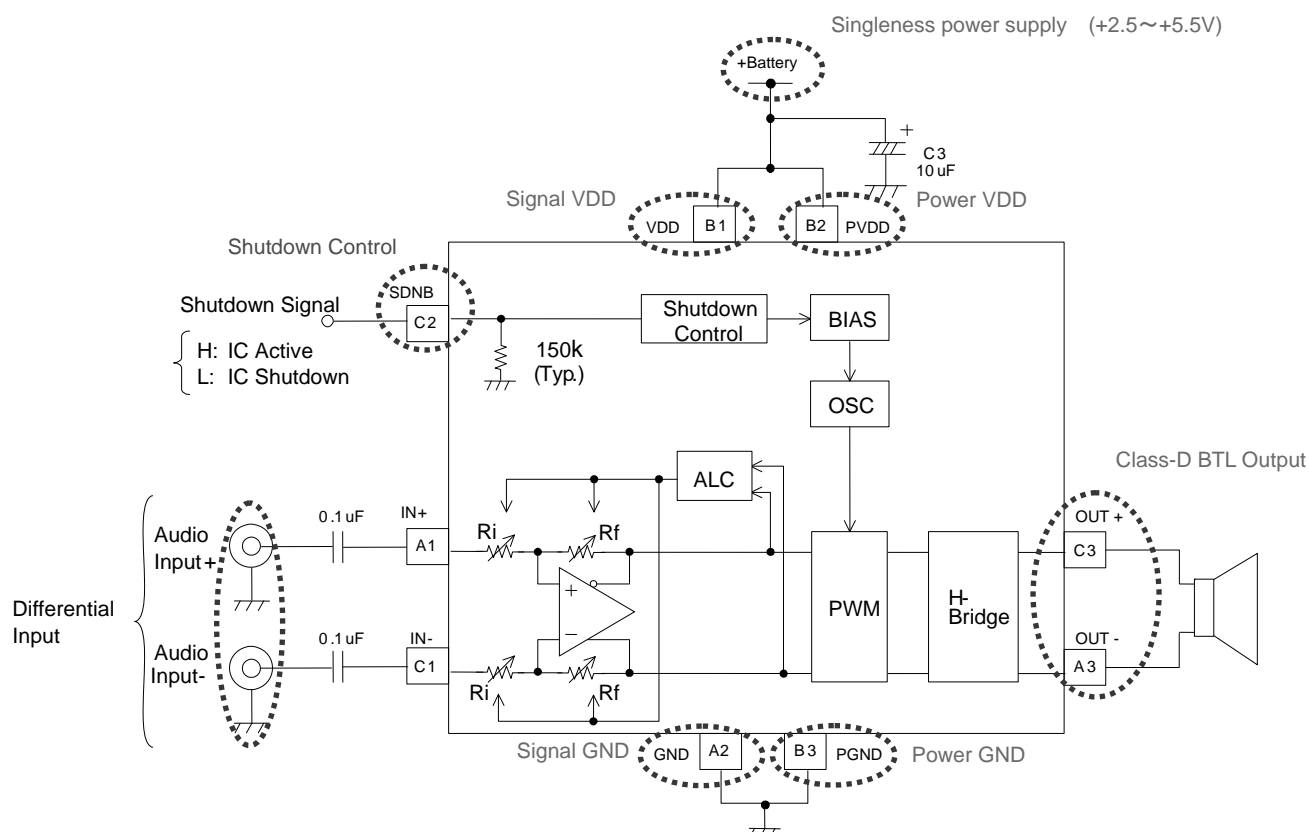 Singleness power supply (+2.5～+5.5V)
+Battery
+
C3
10uF
Signal VDD
Power VDD
VDD
B1
B2
PVDD
Shutdown Control
SDNB
Shutdown Signal
C2
H: IC Active
L: IC Shutdown
150k
(Typ.)
Shutdown
Control
BIAS
OSC
ALC
Class-D BTL Output
Differential
Input
Audio
Input+
0.1uF
IN+
A1
Ri
Rf
+
-
PWM
H-
Bridge
OUT +
C3
OUT -
A3
Audio
Input-
0.1uF
IN-
C1
Ri
Rf
Signal GND
GND
A2
B3
PGND
Power GND